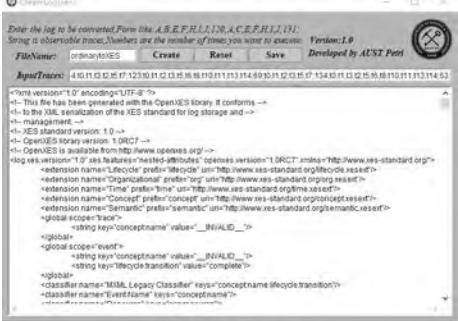 Enter the log to be converted,Form like: A,B,E,F,H,I,J,120;A,C,E,F,H,I,J,131;
String is observable traces,Numbers are the number of times you want to execute. Version:1.0
FileName: ordinarytoXES Create Reset Save Developed by AUST Petri
InputTraces:
<?xml version="1.0" encoding="UTF-8" ?>
<!-- This file has been generated with the OpenXES library. It conforms -->
<!-- to the XML serialization of the XES standard for log storage and -->
<!-- management. -->
<!-- XES standard version: 1.0 -->
<!-- OpenXES library version: 1.0RC7 -->
<!-- OpenXES is available from http://www.openxes.org/ -->
<log xes.version="1.0" xes.features="nested-attributes" openxes.version="1.0RC7" xmlns="http://www.xes-standard.org/">
<extension name="Lifecycle" prefix="lifecycle" uri="http://www.xes-standard.org/lifecycle.xesext"/>
<extension name="Organizational" prefix="org" uri="http://www.xes-standard.org/org.xesext"/>
<extension name="Time" prefix="time" uri="http://www.xes-standard.org/time.xesext"/>
<extension name="Concept" prefix="concept" uri="http://www.xes-standard.org/concept.xesext"/>
<extension name="Semantic" prefix="semantic" uri="http://www.xes-standard.org/semantic.xesext"/>
<global scope="trace">
<string key="concept:name" value="__INVALID__"/>
</global>
<global scope="event">
<string key="concept:name" value="__INVALID__"/>
<string key="lifecycle:transition" value="complete"/>
</global>
<classifier name="MXML Legacy Classifier" keys="concept:name lifecycle:transition"/>
<classifier name="Event Name" keys="concept:name"/>